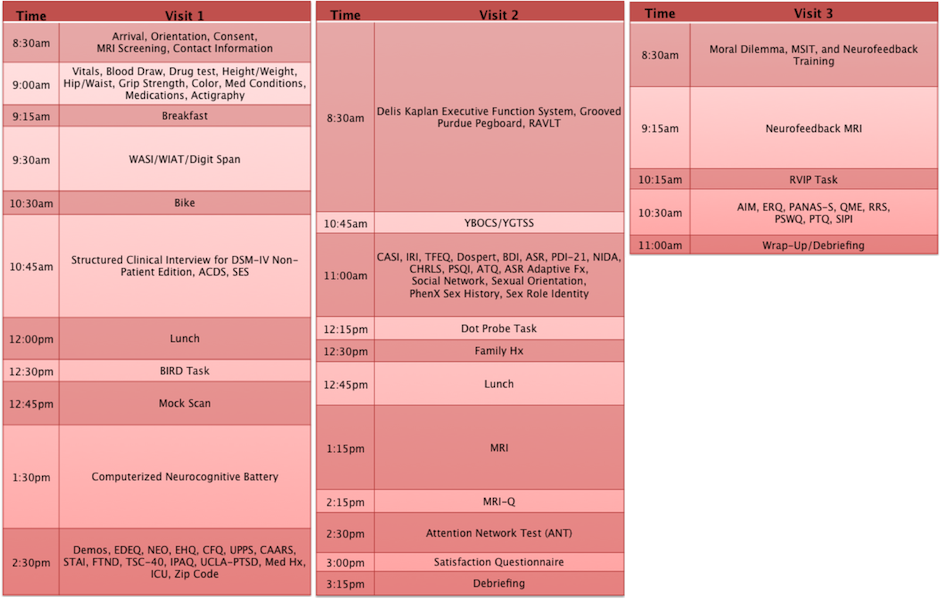 Time Visit 1
8:30am Arrival, Orientation, Consent,
MRI Screening, Contact Information
9:00am Vitals, Blood Draw, Drug test, Height/Weight,
Hip/Waist, Grip Strength, Color, Med Conditions,
Medications, Actigraphy
9:15am Breakfast
9:30am WASI/WIAT/Digit Span
10:30am Bike
10:45am Structured Clinical Interview for DSM-IV Non-
Patient Edition, ACDS, SES
12:00pm Lunch
12:30pm BIRD Task
12:45pm Mock Scan
1:30pm Computerized Neurocognitive Battery
2:30pm Demos, EDEQ, NEO, EHQ, CFQ, UPPS, CAARS,
STAI, FTND, TSC-40, IPAQ, UCLA-PTSD, Med Hx,
ICU, Zip Code
Time Visit 2
8:30am Delis Kaplan Executive Function System, Grooved
Purdue Pegboard, RAVLT
10:45am YBOCS/YGTSS
11:00am CASI, IRI, TFEQ, Dospert, BDI, ASR, PDI-21, NIDA,
CHRLS, PSQI, ATQ, ASR Adaptive Fx,
Social Network, Sexual Orientation,
PhenX Sex History, Sex Role Identity
12:15pm Dot Probe Task
12:30pm Family Hx
12:45pm Lunch
1:15pm MRI
2:15pm MRI-Q
2:30pm Attention Network Test (ANT)
3:00pm Satisfaction Questionnaire
3:15pm Debriefing
Time Visit 3
8:30am Moral Dilemma, MSIT, and Neurofeedback
Training
9:15am Neurofeedback MRI
10:15am RVIP Task
10:30am AIM, ERQ, PANAS-S, QME, RRS,
PSWQ, PTQ, SIPI
11:00am Wrap-Up/Debriefing